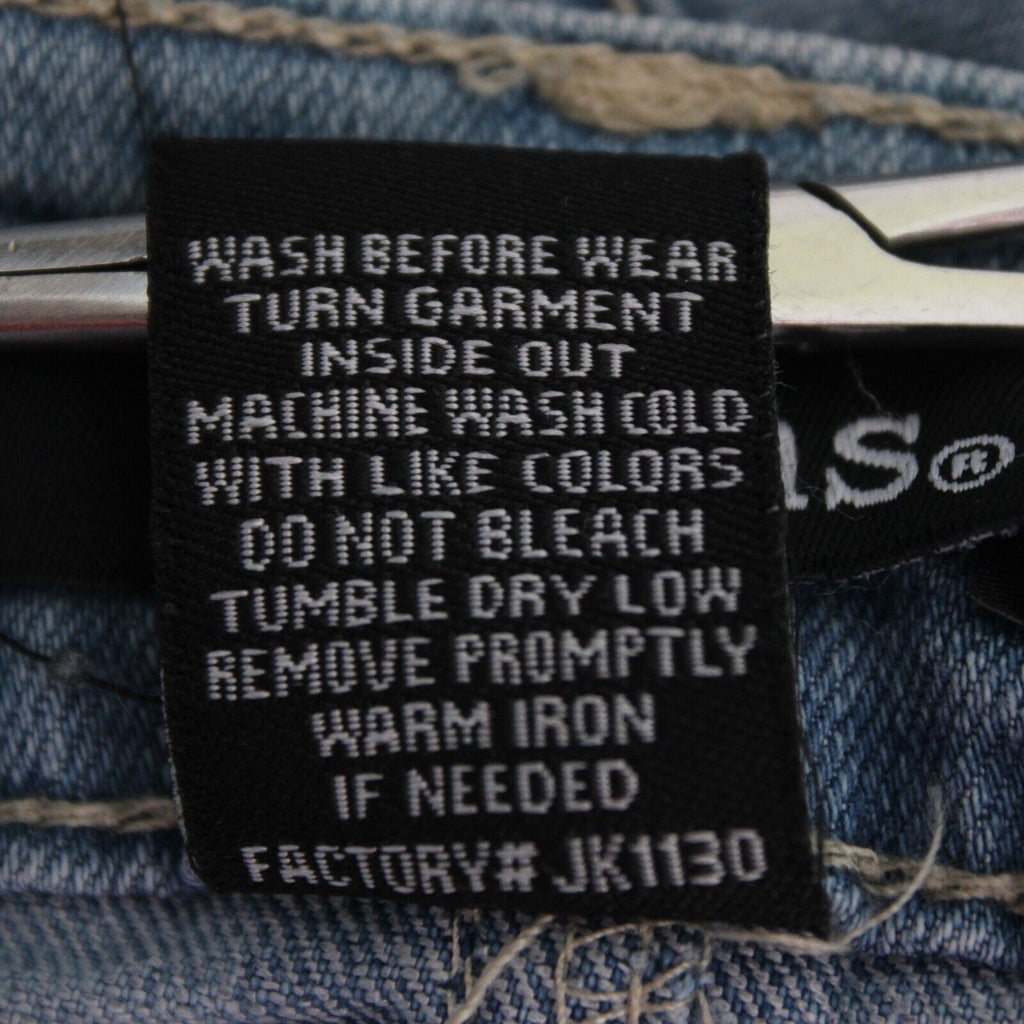 WASH BEFORE WEAR
TURN GARMENT
INSIDE OUT
MACHINE WASH COLD
WITH LIKE COLORS
DO NOT BLEACH
TUMBLE DRY LOW
REMOVE PROMPTLY
WARM IRON
IF NEEDED
FACTORY# JK1130